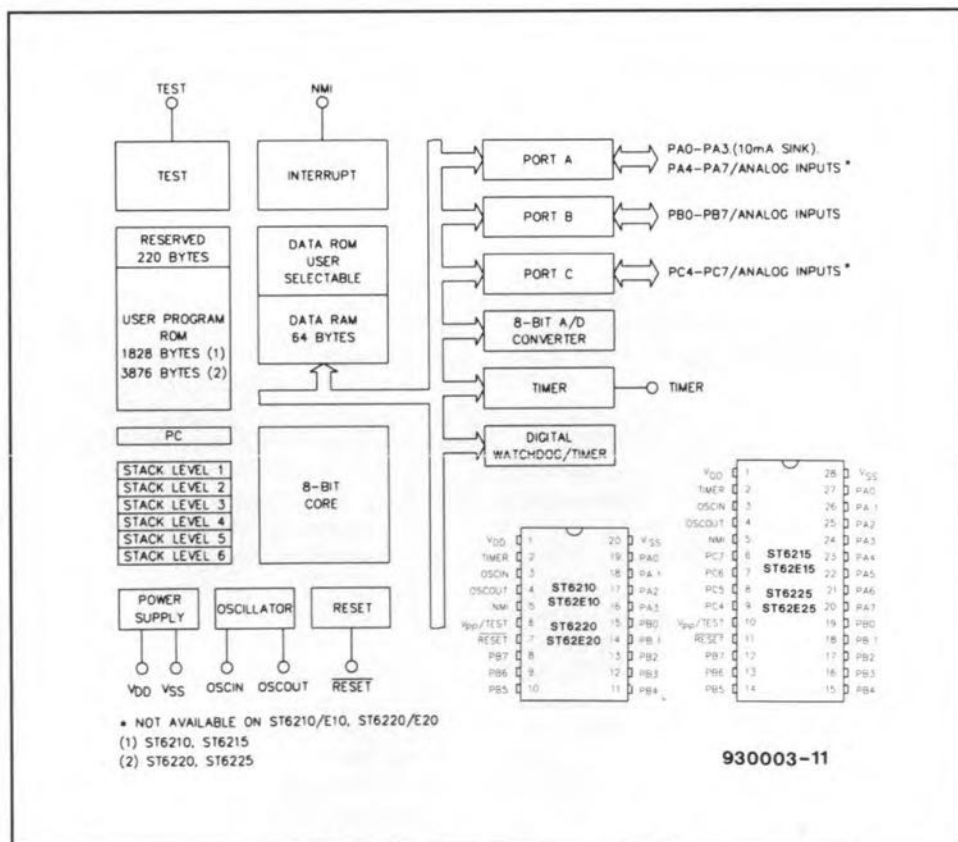 TEST
NMI
TEST
INTERRUPT
RESERVED
220 BYTES
USER PROGRAM
ROM
1828 BYTES (1)
3876 BYTES (2)
DATA ROM
USER
SELECTABLE
DATA RAM
64 BYTES
PC
STACK LEVEL 1
STACK LEVEL 2
STACK LEVEL 3
STACK LEVEL 4
STACK LEVEL 5
STACK LEVEL 6
8-BIT
CORE
POWER
SUPPLY
OSCILLATOR
RESET
VDD
VSS
OSCIN
OSCOUT
RESET
PORT A
PA0-PA3.(10mA SINK).
PA4-PA7/ANALOG INPUTS*
PORT B
PB0-PB7/ANALOG INPUTS
PORT C
PC4-PC7/ANALOG INPUTS*
8-BIT A/D
CONVERTER
TIMER
TIMER
DIGITAL
WATCHDOG/TIMER
VDD 1 20 VSS
TIMER 2 19 PA0
OSCIN 3 18 PA1
OSCOUT 4 17 PA2
NMI 5 16 PA3
VPP/TEST 6 15 PB0
RESET 7 14 PB1
PB7 8 13 PB2
PB6 9 12 PB3
PB5 10 11 PB4
ST6210
ST62E10
ST6220
ST62E20
VDD 1 28 VSS
TIMER 2 27 PA0
OSCIN 3 26 PA1
OSCOUT 4 25 PA2
NMI 5 24 PA3
PC7 6 23 PA4
PC6 7 22 PA5
PC5 8 21 PA6
PC4 9 20 PA7
VPP/TEST 10 19 PB0
RESET 11 18 PB1
PB7 12 17 PB2
PB6 13 16 PB3
PB5 14 15 PB4
ST6215
ST62E15
ST6225
ST62E25
* NOT AVAILABLE ON ST6210/E10, ST6220/E20
(1) ST6210, ST6215
(2) ST6220, ST6225
930003-11